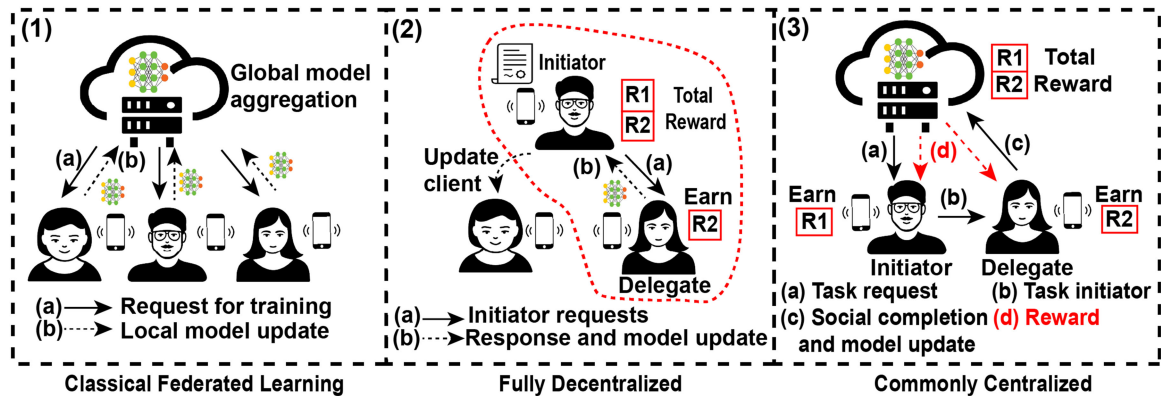 (1)
Global model
aggregation
(a)
(b)
(a) Request for training
(b) Local model update
Classical Federated Learning
(2)
Initiator
R1
R2
Total
Reward
Update
client
(b)
(a)
Earn
R2
Delegate
(a) Initiator requests
(b) Response and model update
Fully Decentralized
(3)
R1
R2
Total
Reward
(a)
(d)
(c)
Earn
R1
(b)
Earn
R2
Initiator
Delegate
(a) Task request
(b) Task initiator
(c) Social completion
and model update
(d) Reward
Commonly Centralized